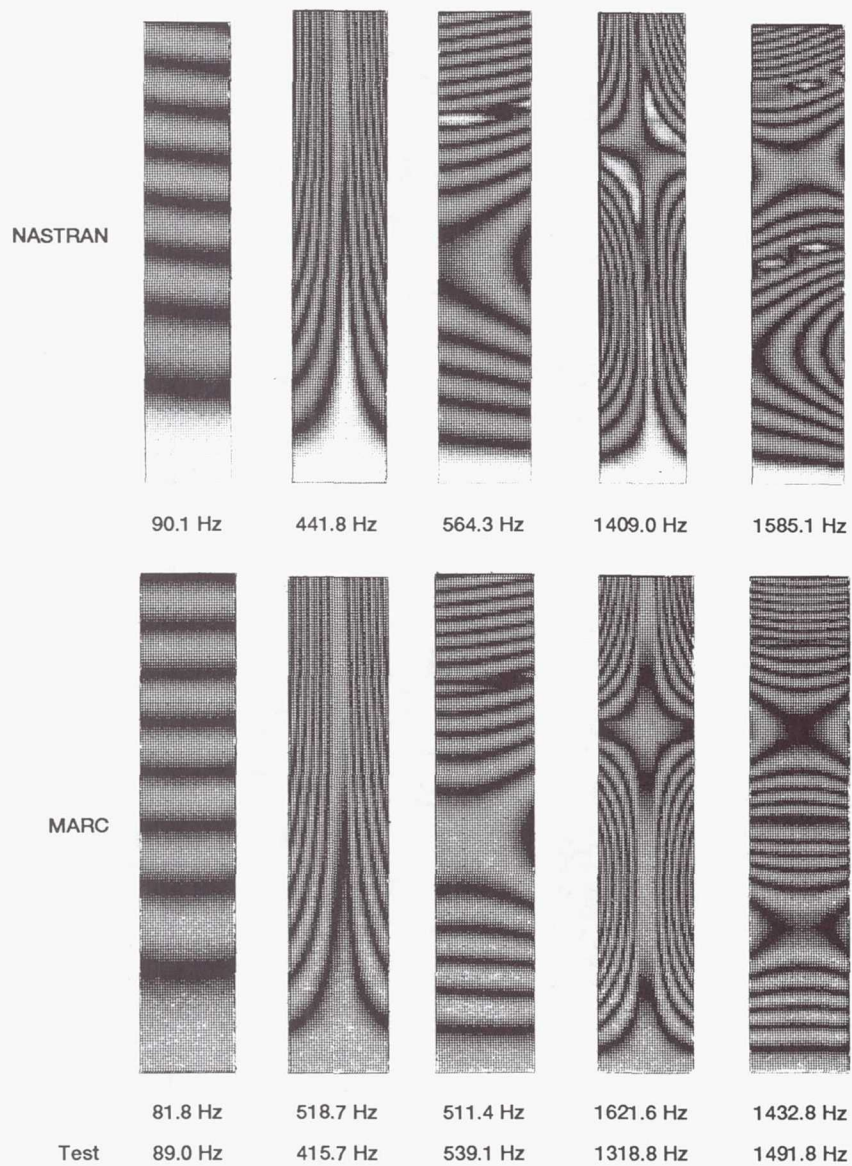 NASTRAN
90.1 Hz 441.8 Hz 564.3 Hz 1409.0 Hz 1585.1 Hz
MARC
81.8 Hz 518.7 Hz 511.4 Hz 1621.6 Hz 1432.8 Hz
Test 89.0 Hz 415.7 Hz 539.1 Hz 1318.8 Hz 1491.8 Hz